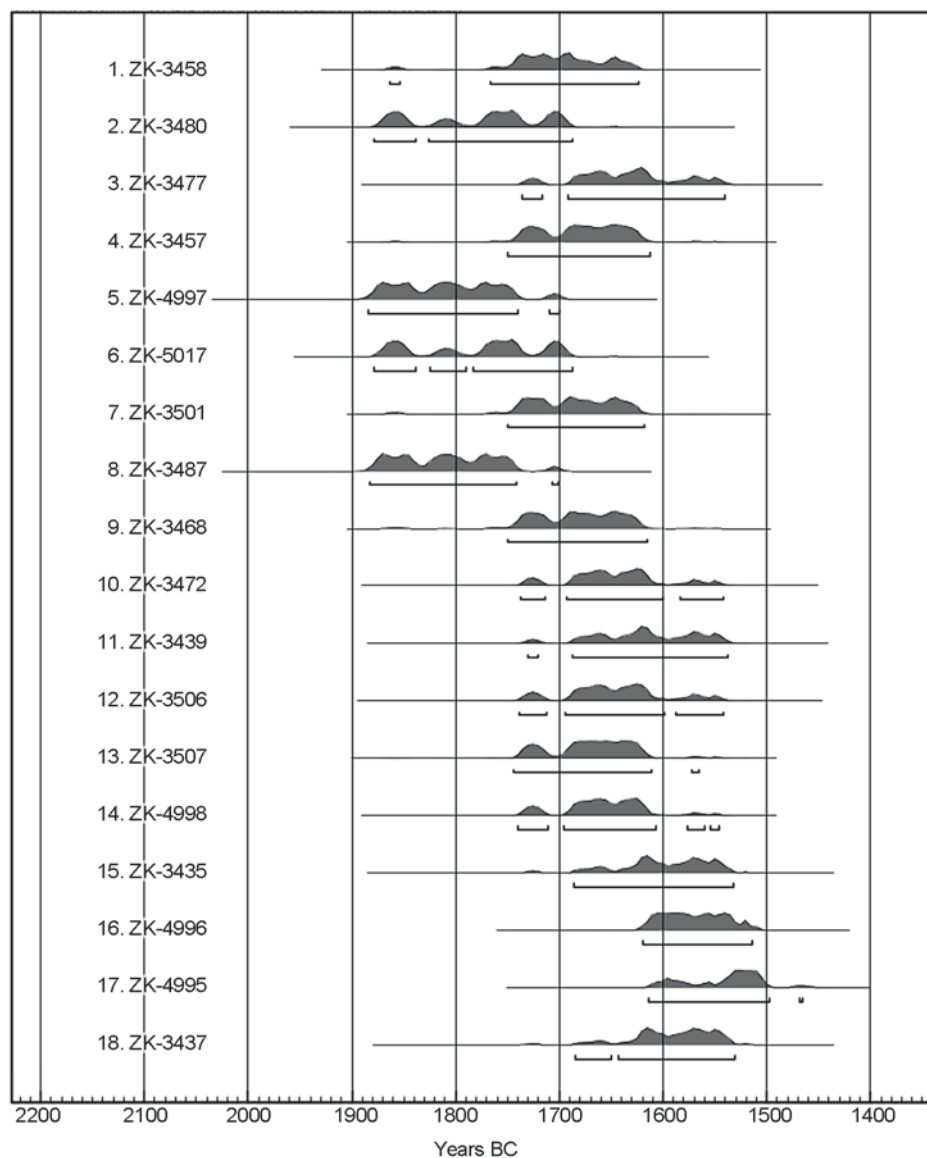 1. ZK-3458
2. ZK-3480
3. ZK-3477
4. ZK-3457
5. ZK-4997
6. ZK-5017
7. ZK-3501
8. ZK-3487
9. ZK-3468
10. ZK-3472
11. ZK-3439
12. ZK-3506
13. ZK-3507
14. ZK-4998
15. ZK-3435
16. ZK-4996
17. ZK-4995
18. ZK-3437
2200 2100 2000 1900 1800 1700 1600 1500 1400
Years BC